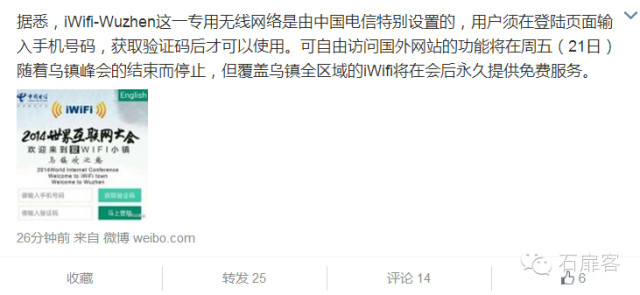 据悉，iWifi-Wuzhen这一专用无线网络是由中国电信特别设置的，用户须在登陆页面输
入手机号码，获取验证码后才可以使用。可自由访问国外网站的功能将在周五（21日）
随着乌镇峰会的结束而停止，但覆盖乌镇全区域的iWifi将在会后永久提供免费服务。
中国电信
English
iWiFi
2014世界互联网大会
欢迎来到爱WIFI小镇
2014World Internet Conference
Welcome to iWiFi town
Welcome to Wuzhen
请输入手机号码
获取验证码
请输入验证码
马上登陆
26分钟前 来自 微博 weibo.com
石扉客
收藏
转发 25
评论 14
6